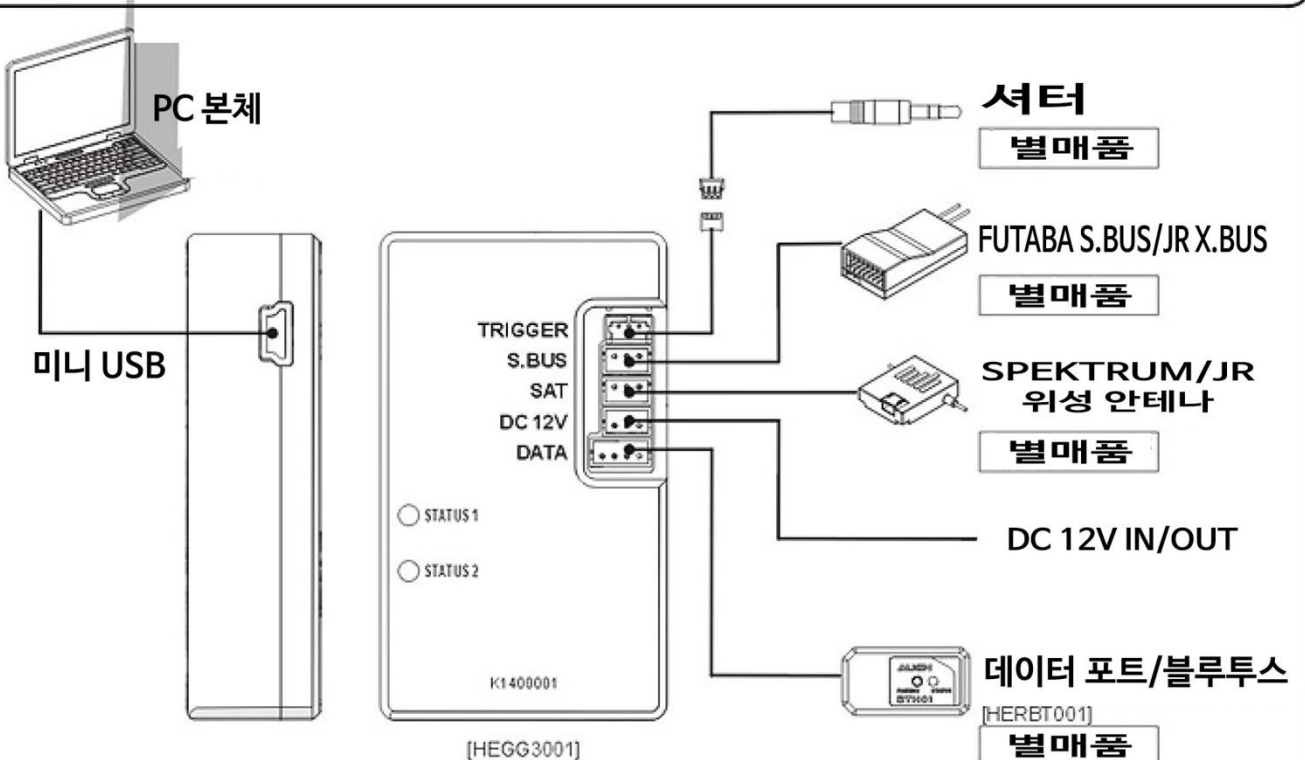 PC 본체
셔터
별매품
FUTABA S.BUS/JR X.BUS
별매품
TRIGGER
S.BUS
SAT
DC 12V
DATA
미니 USB
SPEKTRUM/JR
위성 안테나
별매품
STATUS 1
STATUS 2
DC 12V IN/OUT
K1400001
[HEGG3001]
ALIGN
데이터 포트/블루투스
[HERBT001]
별매품